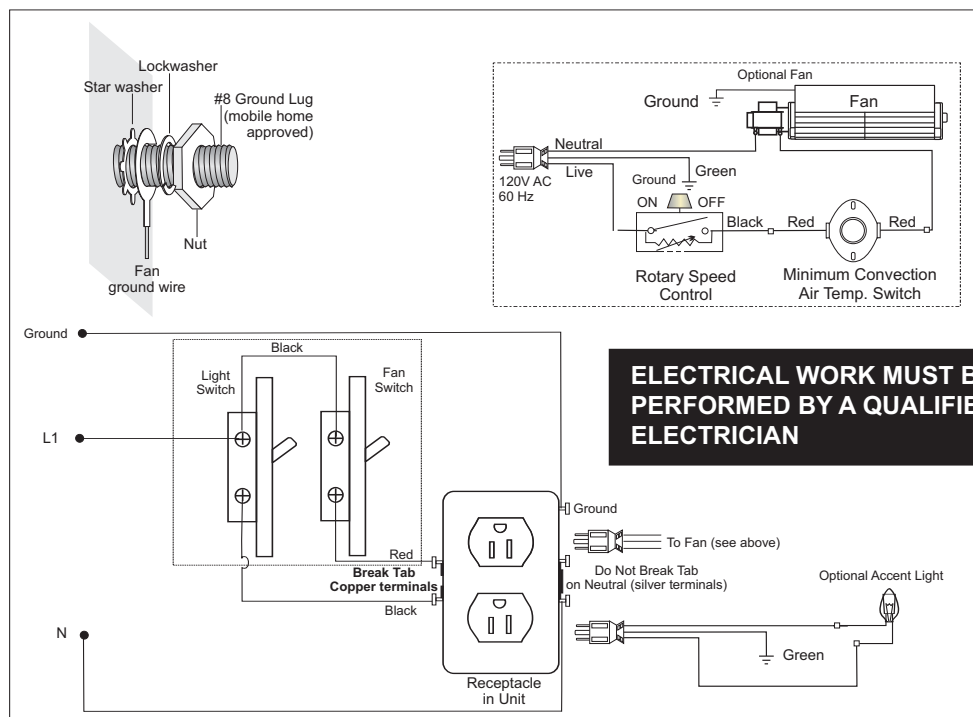 Lockwasher
Star washer
#8 Ground Lug
(mobile home
approved)
Nut
Fan
ground wire
Optional Fan
Ground
Fan
Neutral
Live
Green
120V AC
60 Hz
Ground
ON
OFF
Black
Red
Red
Rotary Speed
Control
Minimum Convection
Air Temp. Switch
Ground
Black
Light
Switch
Fan
Switch
L1
ELECTRICAL WORK MUST
PERFORMED BY A
ELECTRICIAN
Ground
To Fan (see above)
Red
Break Tab
Copper terminals
Black
Do Not Break Tab
on Neutral (silver terminals)
Optional Accent Light
N
Green
Receptacle
in Unit